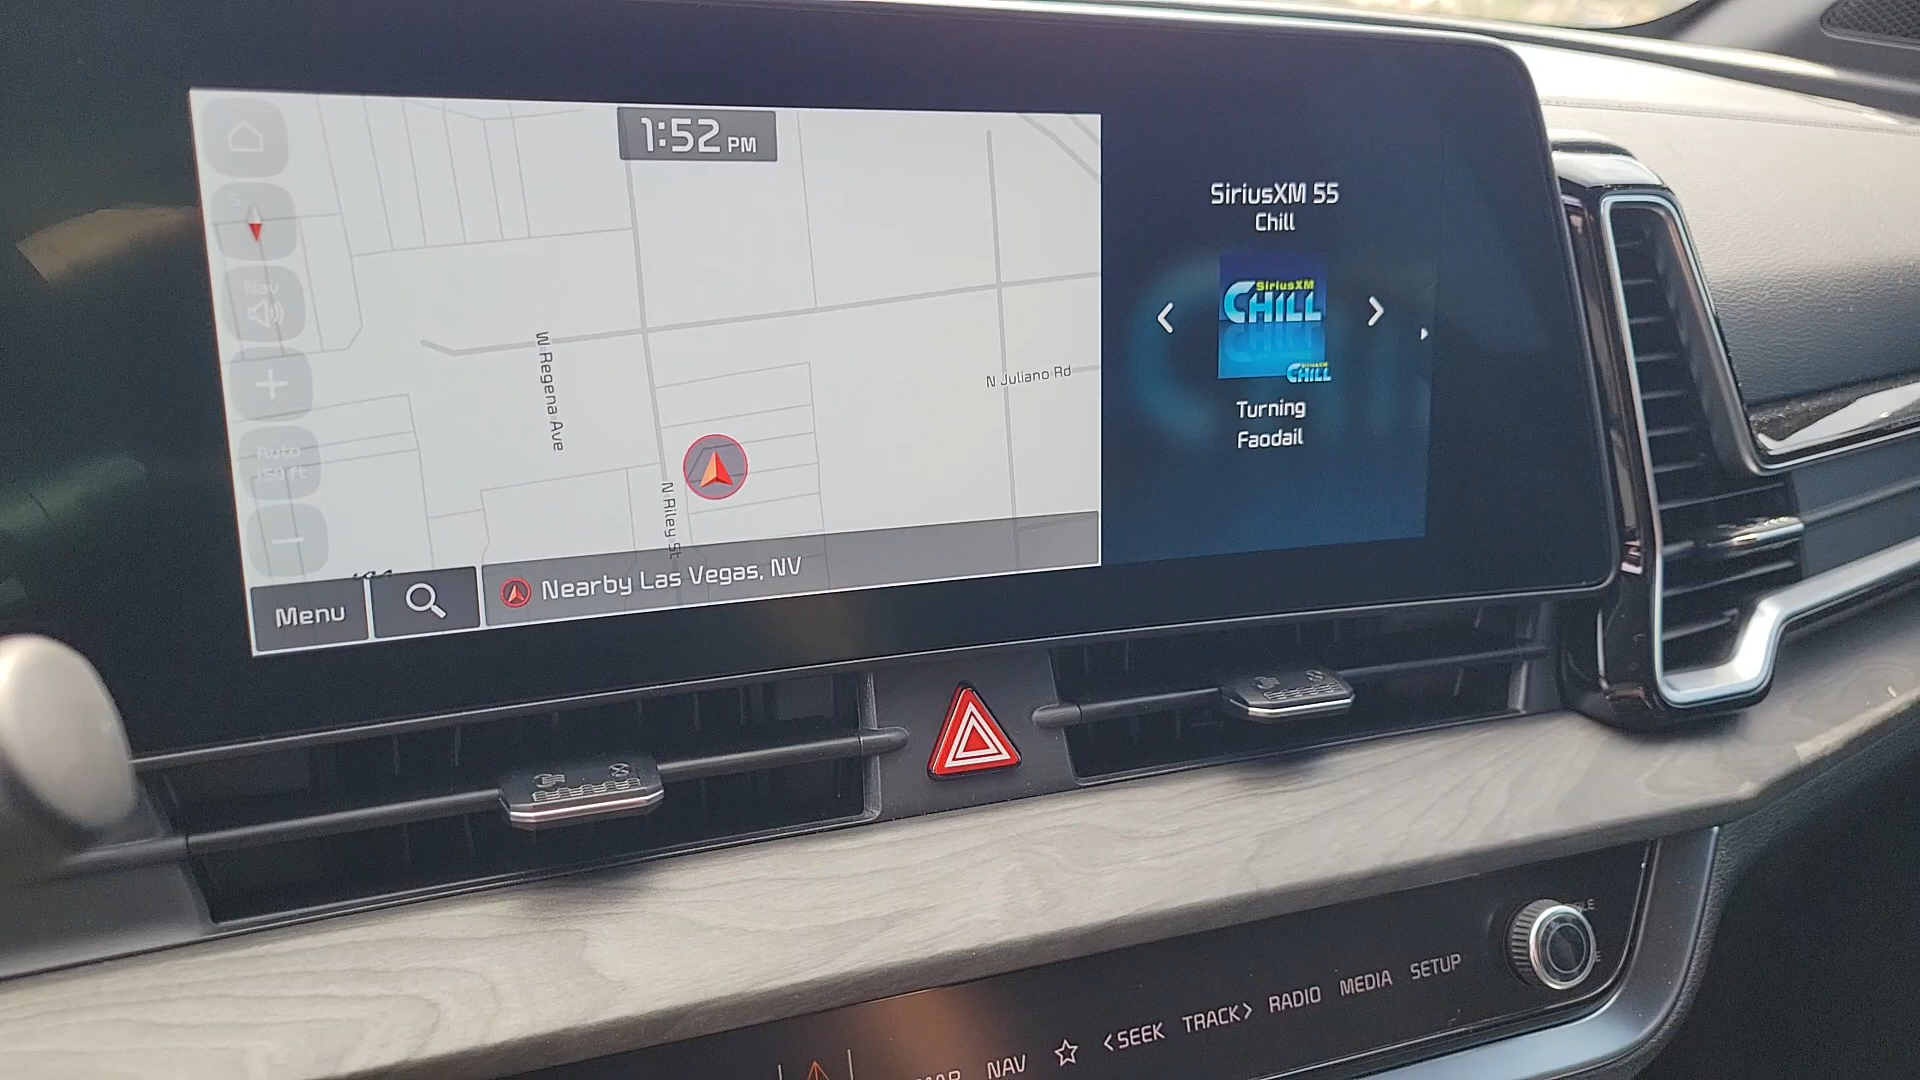 1:52 PM
S
Nav
Auto
150 ft
W Regena Ave
N Riley St
N Juliano Rd
Menu
Nearby Las Vegas, NV
SiriusXM 55
Chill
SiriusXM
CHILL
CHILL
Turning
Faodail
NAV
< SEEK
TRACK >
RADIO
MEDIA
SETUP